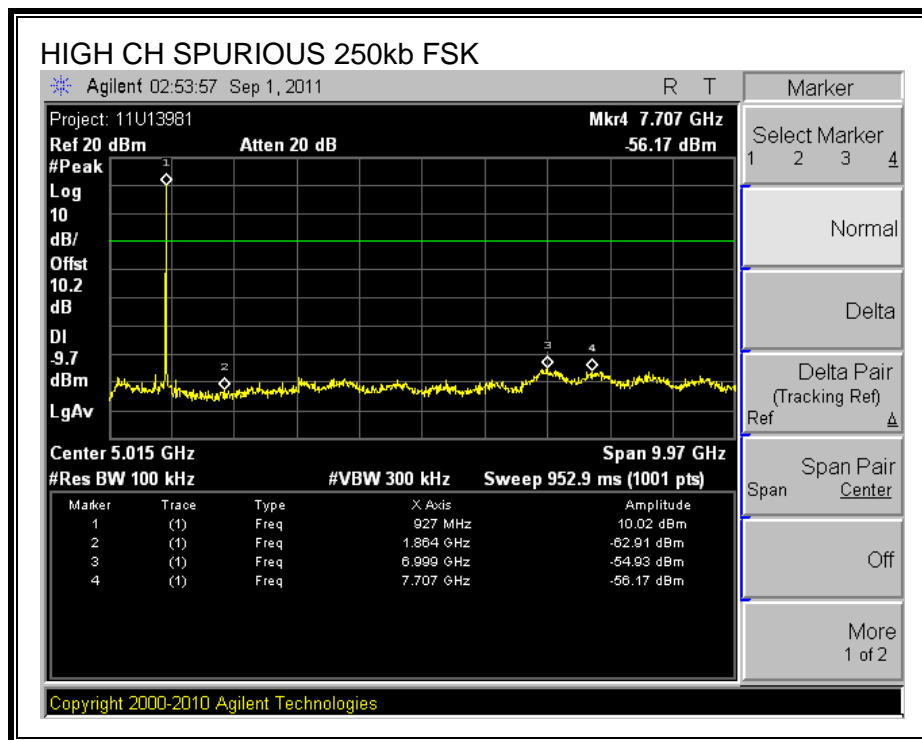 HIGH CH SPURIOUS 250kb FSK
Agilent 02:53:57 Sep 1, 2011 R T
Project: 11U13981 Mkr4 7.707 GHz
Ref 20 dBm Atten 20 dB -56.17 dBm
#Peak
Log
10
dB/
Offst
10.2
dB
DI
-9.7
dBm
LgAv
1
2
3
4
Center 5.015 GHz Span 9.97 GHz
#Res BW 100 kHz #VBW 300 kHz Sweep 952.9 ms (1001 pts)
Marker Trace Type X Axis Amplitude
1 (1) Freq 927 MHz 10.02 dBm
2 (1) Freq 1.864 GHz -62.91 dBm
3 (1) Freq 6.999 GHz -54.93 dBm
4 (1) Freq 7.707 GHz -56.17 dBm
Marker
Select Marker
1 2 3 4
Normal
Delta
Delta Pair
(Tracking Ref)
Ref Δ
Span Pair
Span Center
Off
More
1 of 2
Copyright 2000-2010 Agilent Technologies